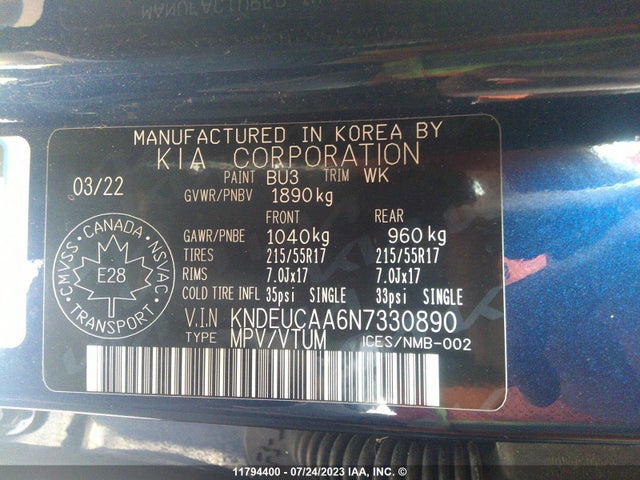 MANUFACTURED IN KOREA BY
KIA CORPORATION
03/22 PAINT BU3 TRIM WK
GVWR/PNBV 1890kg
FRONT REAR
GAWR/PNBE 1040kg 960kg
TIRES 215/55R17 215/55R17
RIMS 7.0Jx17 7.0Jx17
COLD TIRE INFL 35psi SINGLE 33psi SINGLE
V.I.N KNDEUCAA6N7330890
TYPE MPV/VTUM ICES/NMB-002
CMVSS · CANADA · NSVAC · TRANSPORT ·
E28
11794400 - 07/24/2023 IAA, INC. ©